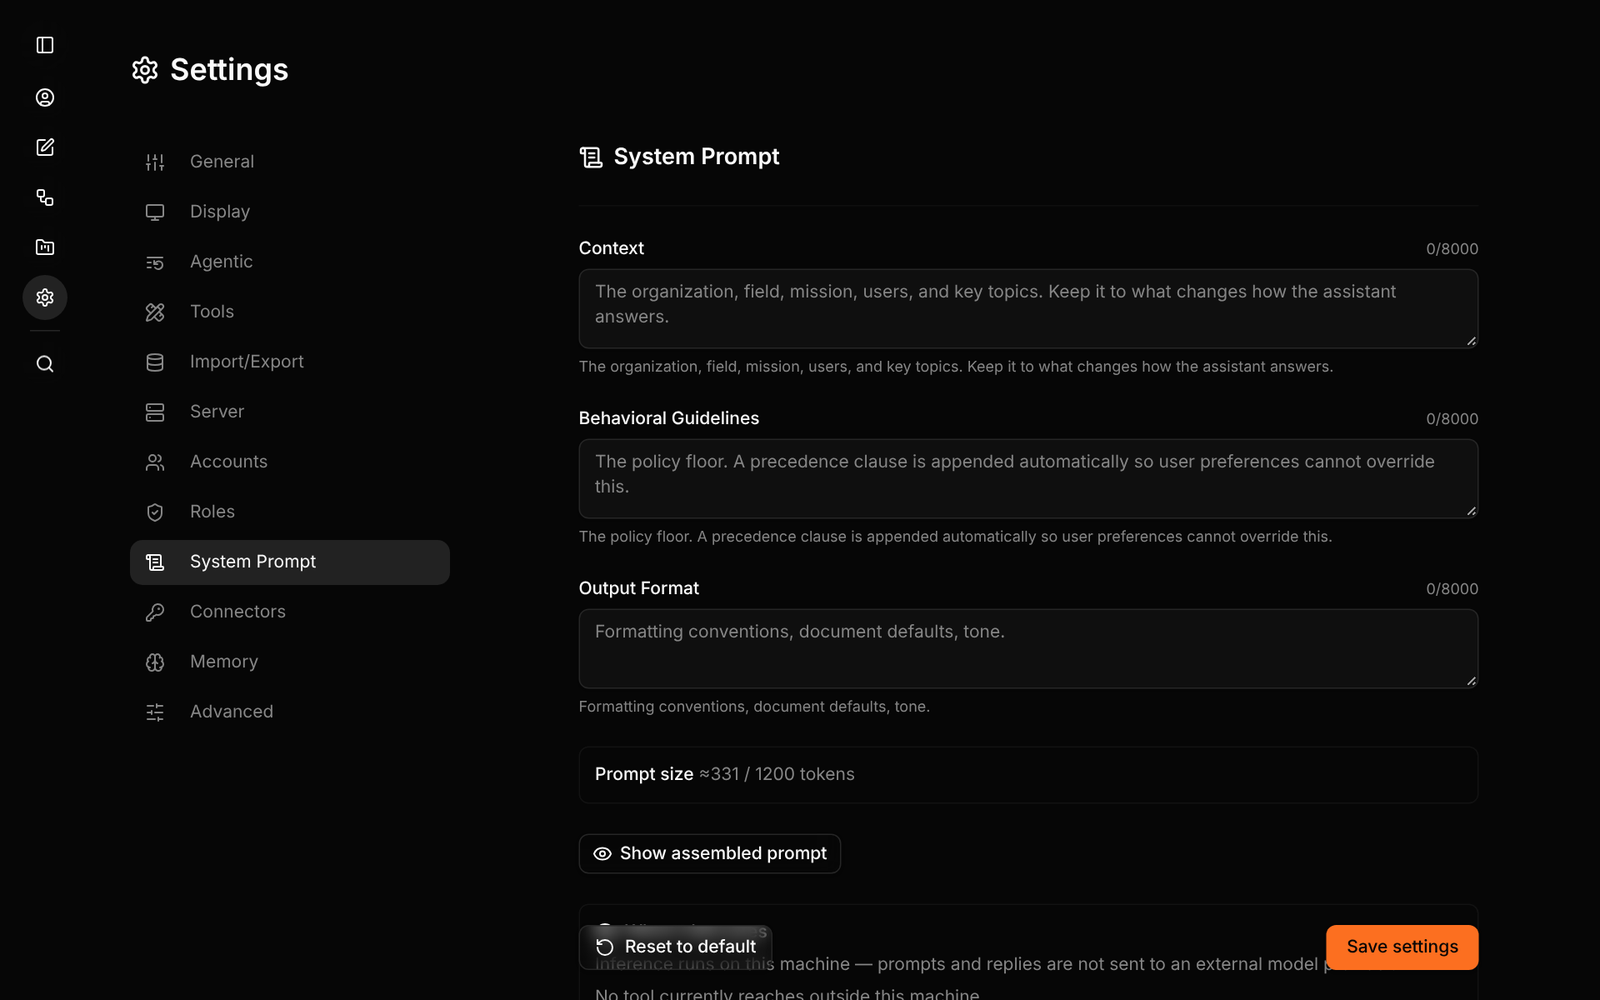 Settings
General
Display
Agentic
Tools
Import/Export
Server
Accounts
Roles
System Prompt
Connectors
Memory
Advanced
System Prompt
Context
0/8000
The organization, field, mission, users, and key topics. Keep it to what changes how the assistant
answers.
The organization, field, mission, users, and key topics. Keep it to what changes how the assistant answers.
Behavioral Guidelines
0/8000
The policy floor. A precedence clause is appended automatically so user preferences cannot override
this.
The policy floor. A precedence clause is appended automatically so user preferences cannot override this.
Output Format
0/8000
Formatting conventions, document defaults, tone.
Formatting conventions, document defaults, tone.
Prompt size ≈331 / 1200 tokens
Show assembled prompt
Reset to default
Save settings
Inference runs on this machine — prompts and replies are not sent to an external model
No tool currently reaches outside this machine